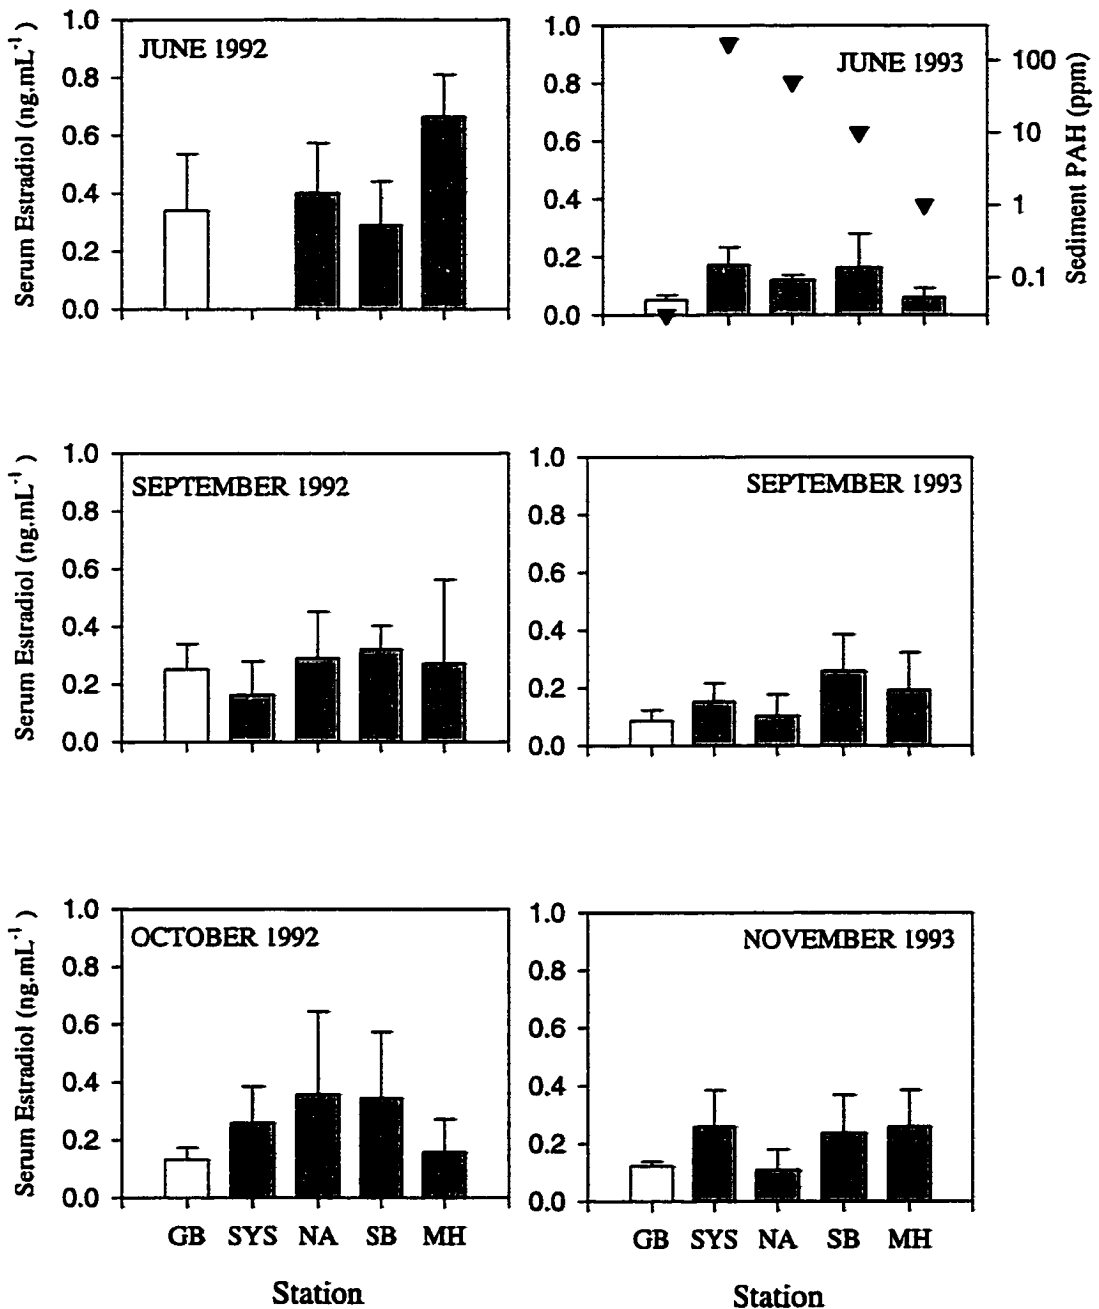 JUNE 1992
Serum Estradiol (ng.mL⁻¹)
1.0
0.8
0.6
0.4
0.2
0.0
JUNE 1993
1.0
0.8
0.6
0.4
0.2
0.0
100
10
1
0.1
Sediment PAH (ppm)
SEPTEMBER 1992
Serum Estradiol (ng.mL⁻¹)
1.0
0.8
0.6
0.4
0.2
0.0
SEPTEMBER 1993
1.0
0.8
0.6
0.4
0.2
0.0
OCTOBER 1992
Serum Estradiol (ng.mL⁻¹)
1.0
0.8
0.6
0.4
0.2
0.0
GB SYS NA SB MH
Station
NOVEMBER 1993
1.0
0.8
0.6
0.4
0.2
0.0
GB SYS NA SB MH
Station